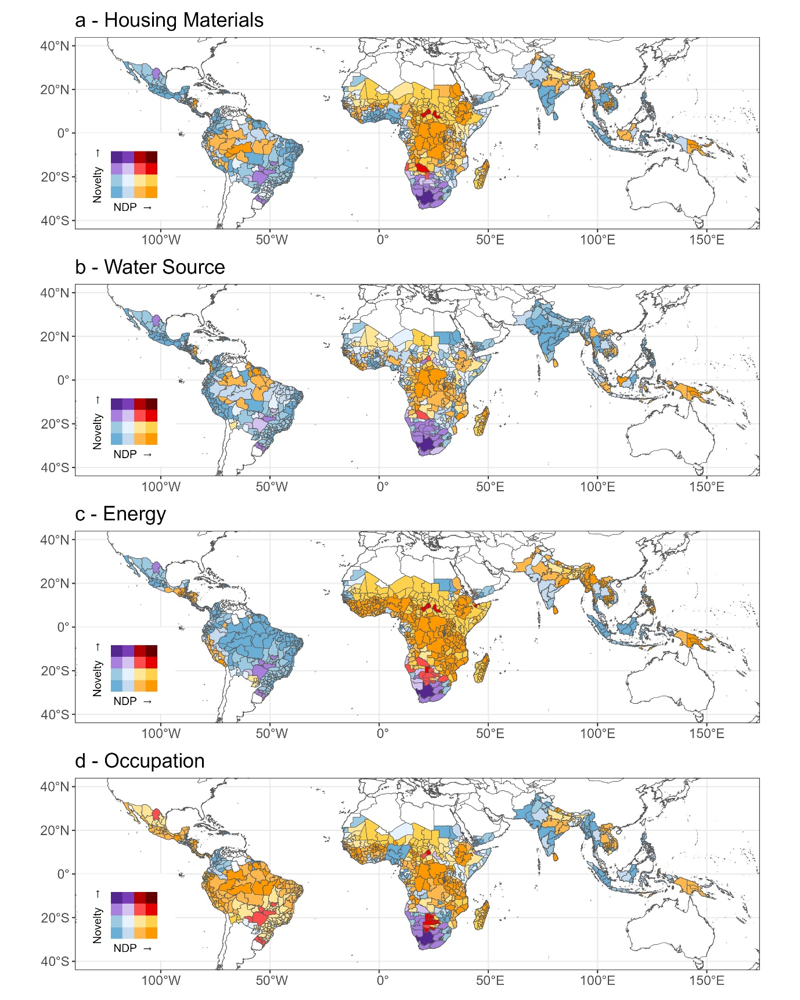 a - Housing Materials
40°N
20°N
0°
20°S
40°S
Novelty →
NDP →
100°W 50°W 0° 50°E 100°E 150°E
b - Water Source
40°N
20°N
0°
20°S
40°S
Novelty →
NDP →
100°W 50°W 0° 50°E 100°E 150°E
c - Energy
40°N
20°N
0°
20°S
40°S
Novelty →
NDP →
100°W 50°W 0° 50°E 100°E 150°E
d - Occupation
40°N
20°N
0°
20°S
40°S
Novelty →
NDP →
100°W 50°W 0° 50°E 100°E 150°E